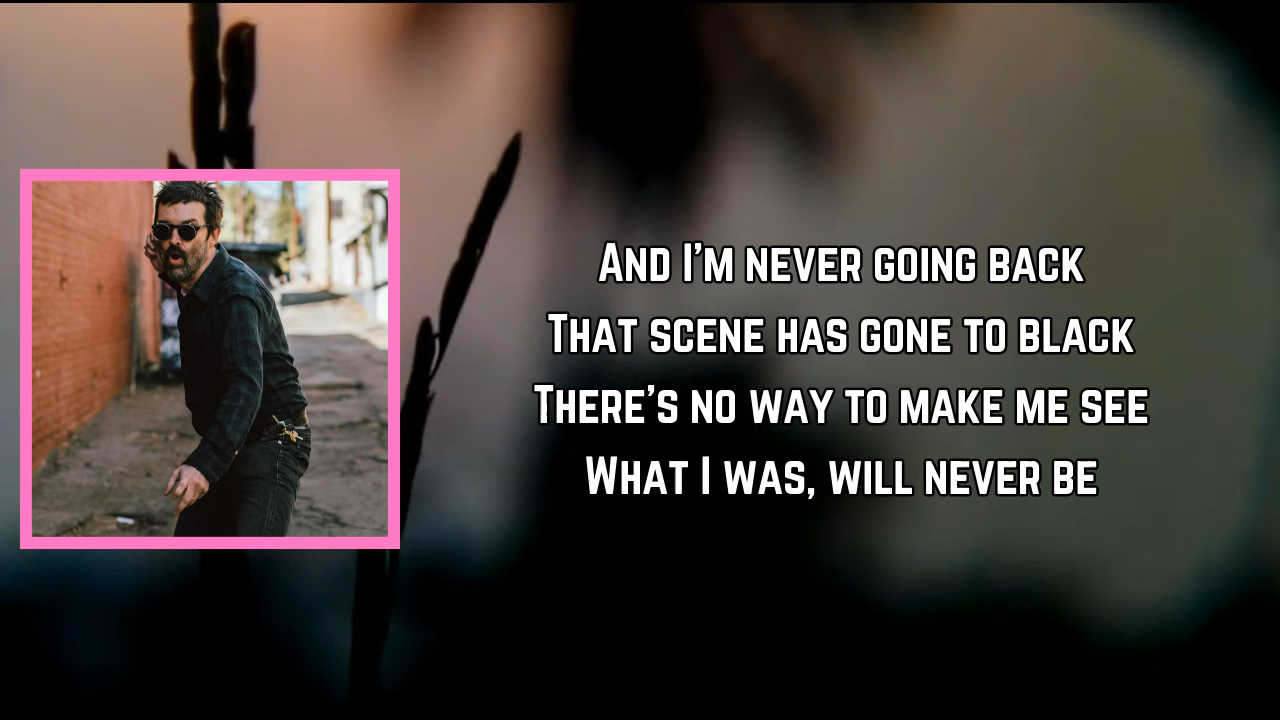 And I'm never going back
That scene has gone to black
There's no way to make me see
What I was, will never be